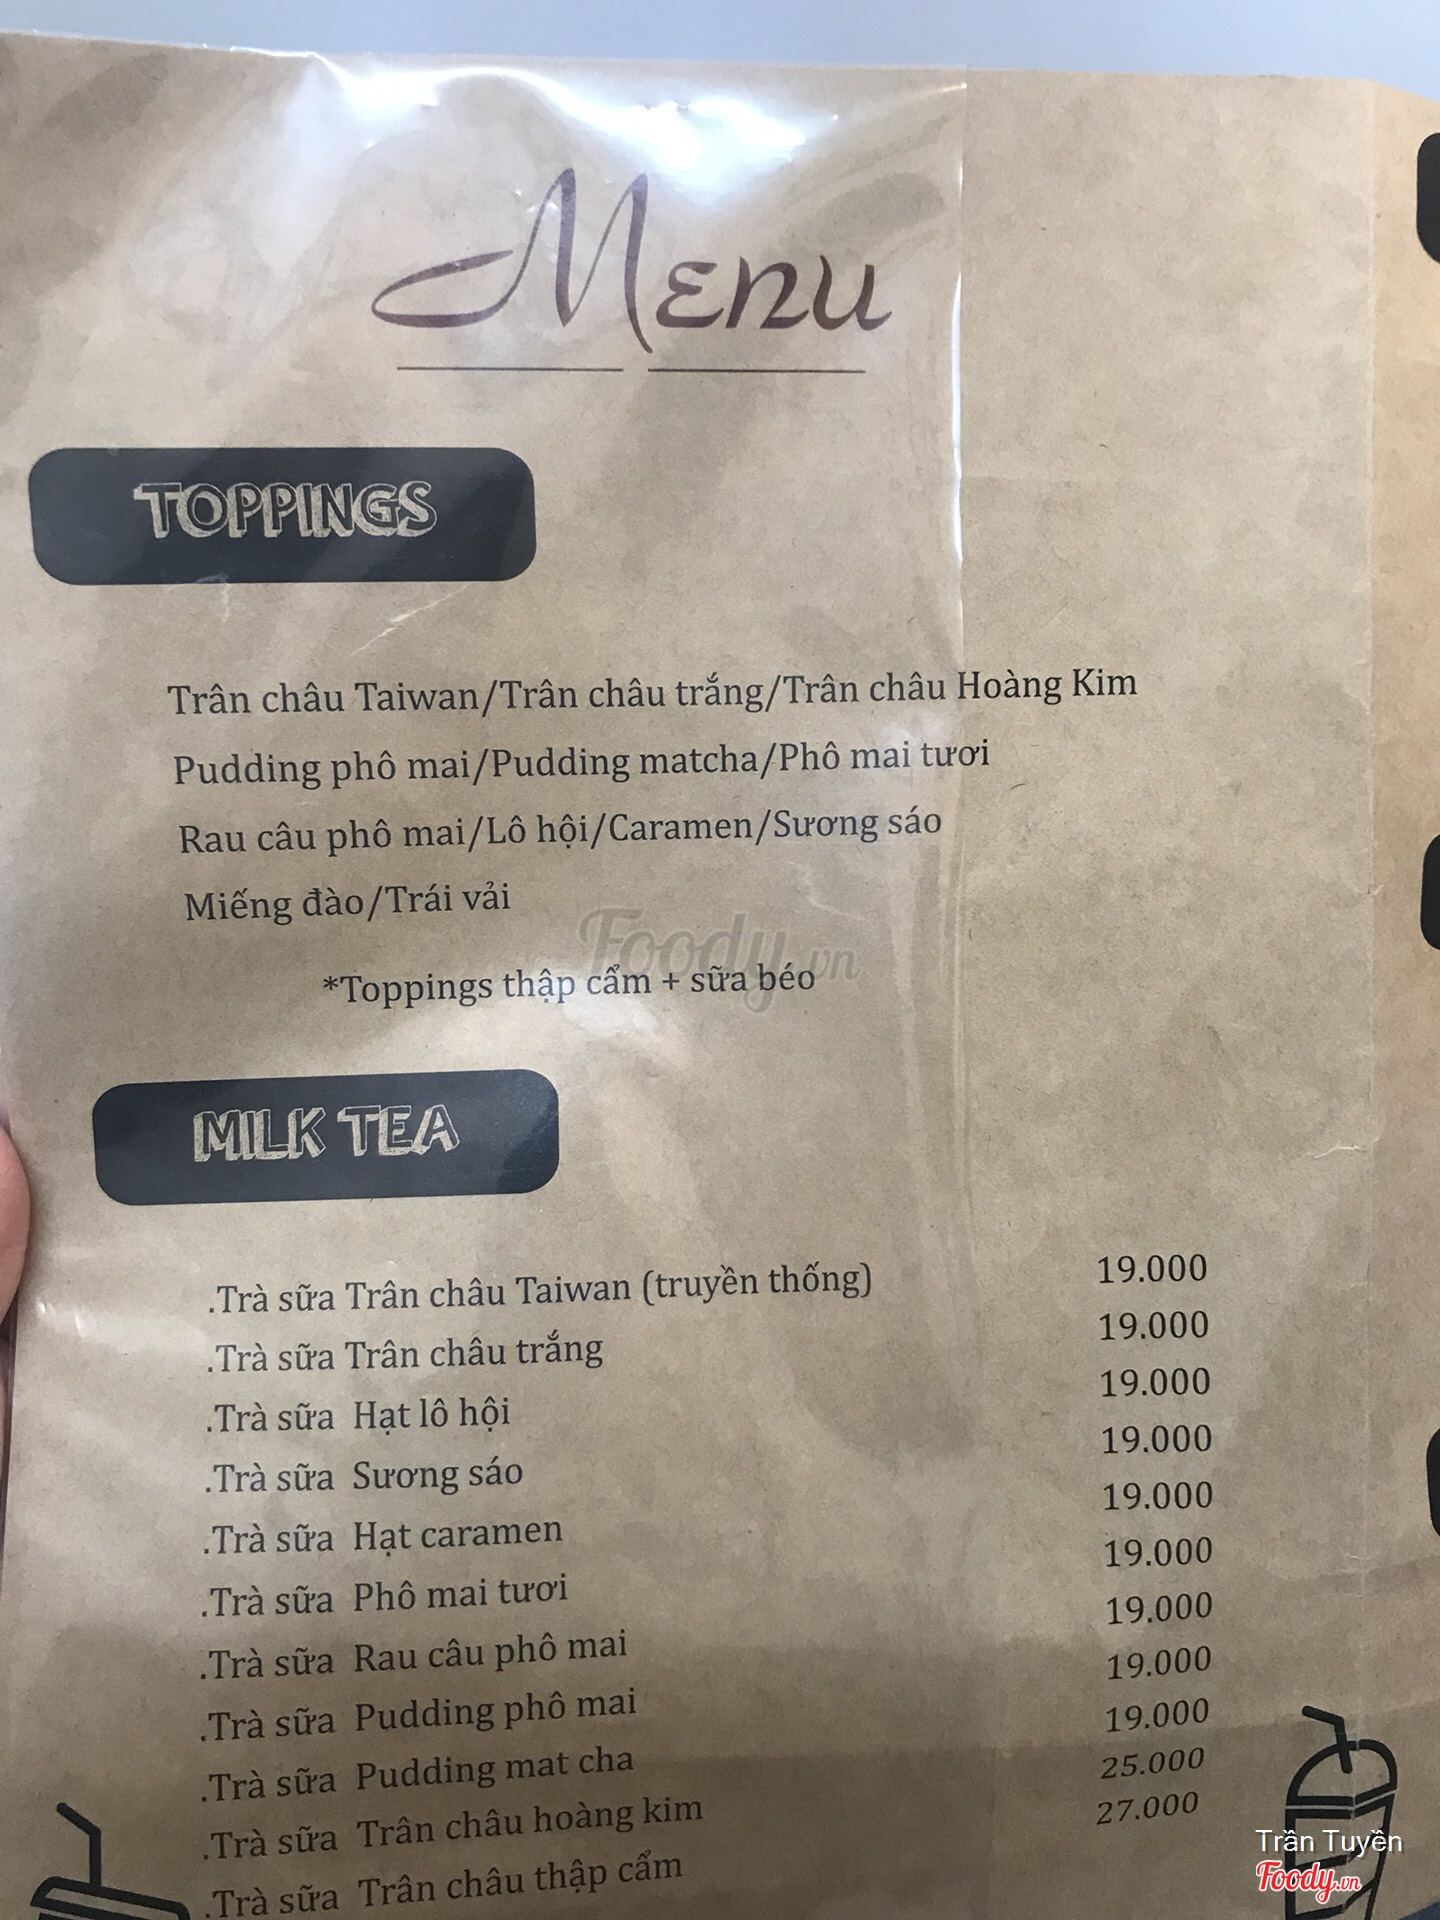 Menu
TOPPINGS
Trân châu Taiwan/Trân châu trắng/Trân châu Hoàng Kim
Pudding phô mai/Pudding matcha/Phô mai tươi
Rau câu phô mai/Lô hội/Caramen/Sương sáo
Miếng đào/Trái vải
Foody.vn
*Toppings thập cẩm + sữa béo
MILK TEA
.Trà sữa Trân châu Taiwan (truyền thống) 19.000
.Trà sữa Trân châu trắng 19.000
.Trà sữa Hạt lô hội 19.000
.Trà sữa Sương sáo 19.000
.Trà sữa Hạt caramen 19.000
.Trà sữa Phô mai tươi 19.000
.Trà sữa Rau câu phô mai 19.000
.Trà sữa Pudding phô mai 19.000
.Trà sữa Pudding mat cha 19.000
.Trà sữa Trân châu hoàng kim 25.000
.Trà sữa Trân châu thập cẩm 27.000
Trần Tuyền
Foody.vn